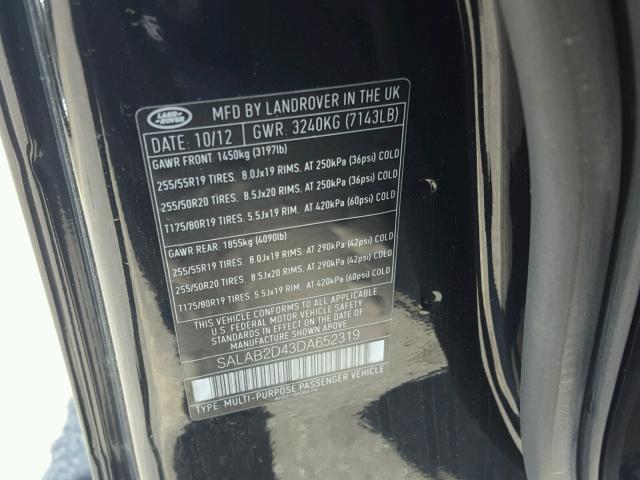 LAND ROVER
MFD BY LANDROVER IN THE UK
DATE: 10/12 GWR: 3240KG (7143LB)
GAWR FRONT: 1450kg (3197lb)
255/55R19 TIRES. 8.0Jx19 RIMS. AT 250kPa (36psi) COLD
255/50R20 TIRES. 8.5Jx20 RIMS. AT 250kPa (36psi) COLD
T175/80R19 TIRES. 5.5Jx19 RIM. AT 420kPa (60psi) COLD
GAWR REAR: 1855kg (4090lb)
255/55R19 TIRES. 8.0Jx19 RIMS. AT 290kPa (42psi) COLD
255/50R20 TIRES. 8.5Jx20 RIMS. AT 290kPa (42psi) COLD
T175/80R19 TIRES. 5.5Jx19 RIM. AT 420kPa (60psi) COLD
THIS VEHICLE CONFORMS TO ALL APPLICABLE
U.S. FEDERAL MOTOR VEHICLE SAFETY
STANDARDS IN EFFECT ON THE DATE OF
MANUFACTURE SHOWN ABOVE
SALAB2D43DA652319
TYPE: MULTI-PURPOSE PASSENGER VEHICLE